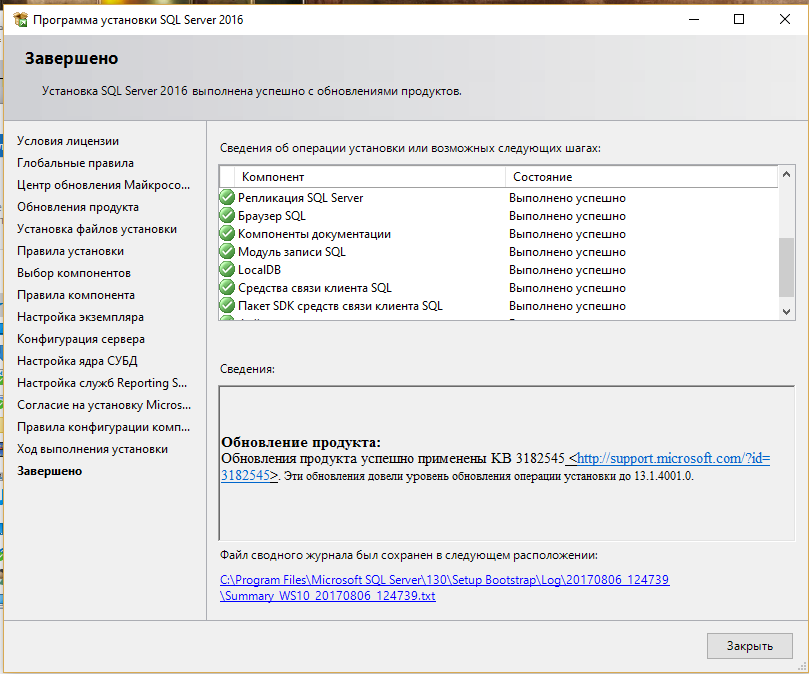 Программа установки SQL Server 2016
Завершено
Установка SQL Server 2016 выполнена успешно с обновлениями продуктов.
Условия лицензии
Глобальные правила
Центр обновления Майкросо...
Обновления продукта
Установка файлов установки
Правила установки
Выбор компонентов
Правила компонента
Настройка экземпляра
Конфигурация сервера
Настройка ядра СУБД
Настройка служб Reporting S...
Согласие на установку Micros...
Правила конфигурации комп...
Ход выполнения установки
Завершено
Сведения об операции установки или возможных следующих шагах:
Компонент Состояние
Репликация SQL Server Выполнено успешно
Браузер SQL Выполнено успешно
Компоненты документации Выполнено успешно
Модуль записи SQL Выполнено успешно
LocalDB Выполнено успешно
Средства связи клиента SQL Выполнено успешно
Пакет SDK средств связи клиента SQL Выполнено успешно
Сведения:
Обновление продукта:
Обновления продукта успешно применены KB 3182545 <http://support.microsoft.com/?id=
3182545>. Эти обновления довели уровень обновления операции установки до 13.1.4001.0.
Файл сводного журнала был сохранен в следующем расположении:
C:\Program Files\Microsoft SQL Server\130\Setup Bootstrap\Log\20170806_124739
\Summary_WS10_20170806_124739.txt
Закрыть